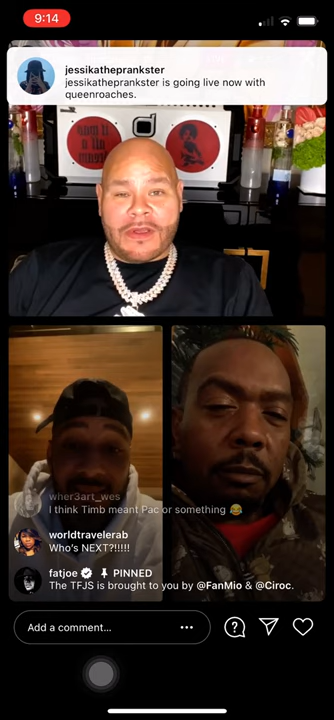 9:14
jessikatheprankster
jessikatheprankster is going live now with
queenroaches.
wher3art_wes
I think Timb meant Pac or something 😂
worldtravelerab
Who's NEXT?!!!!!
fatjoe PINNED
The TFJS is brought to you by @FanMio & @Ciroc.
Add a comment...